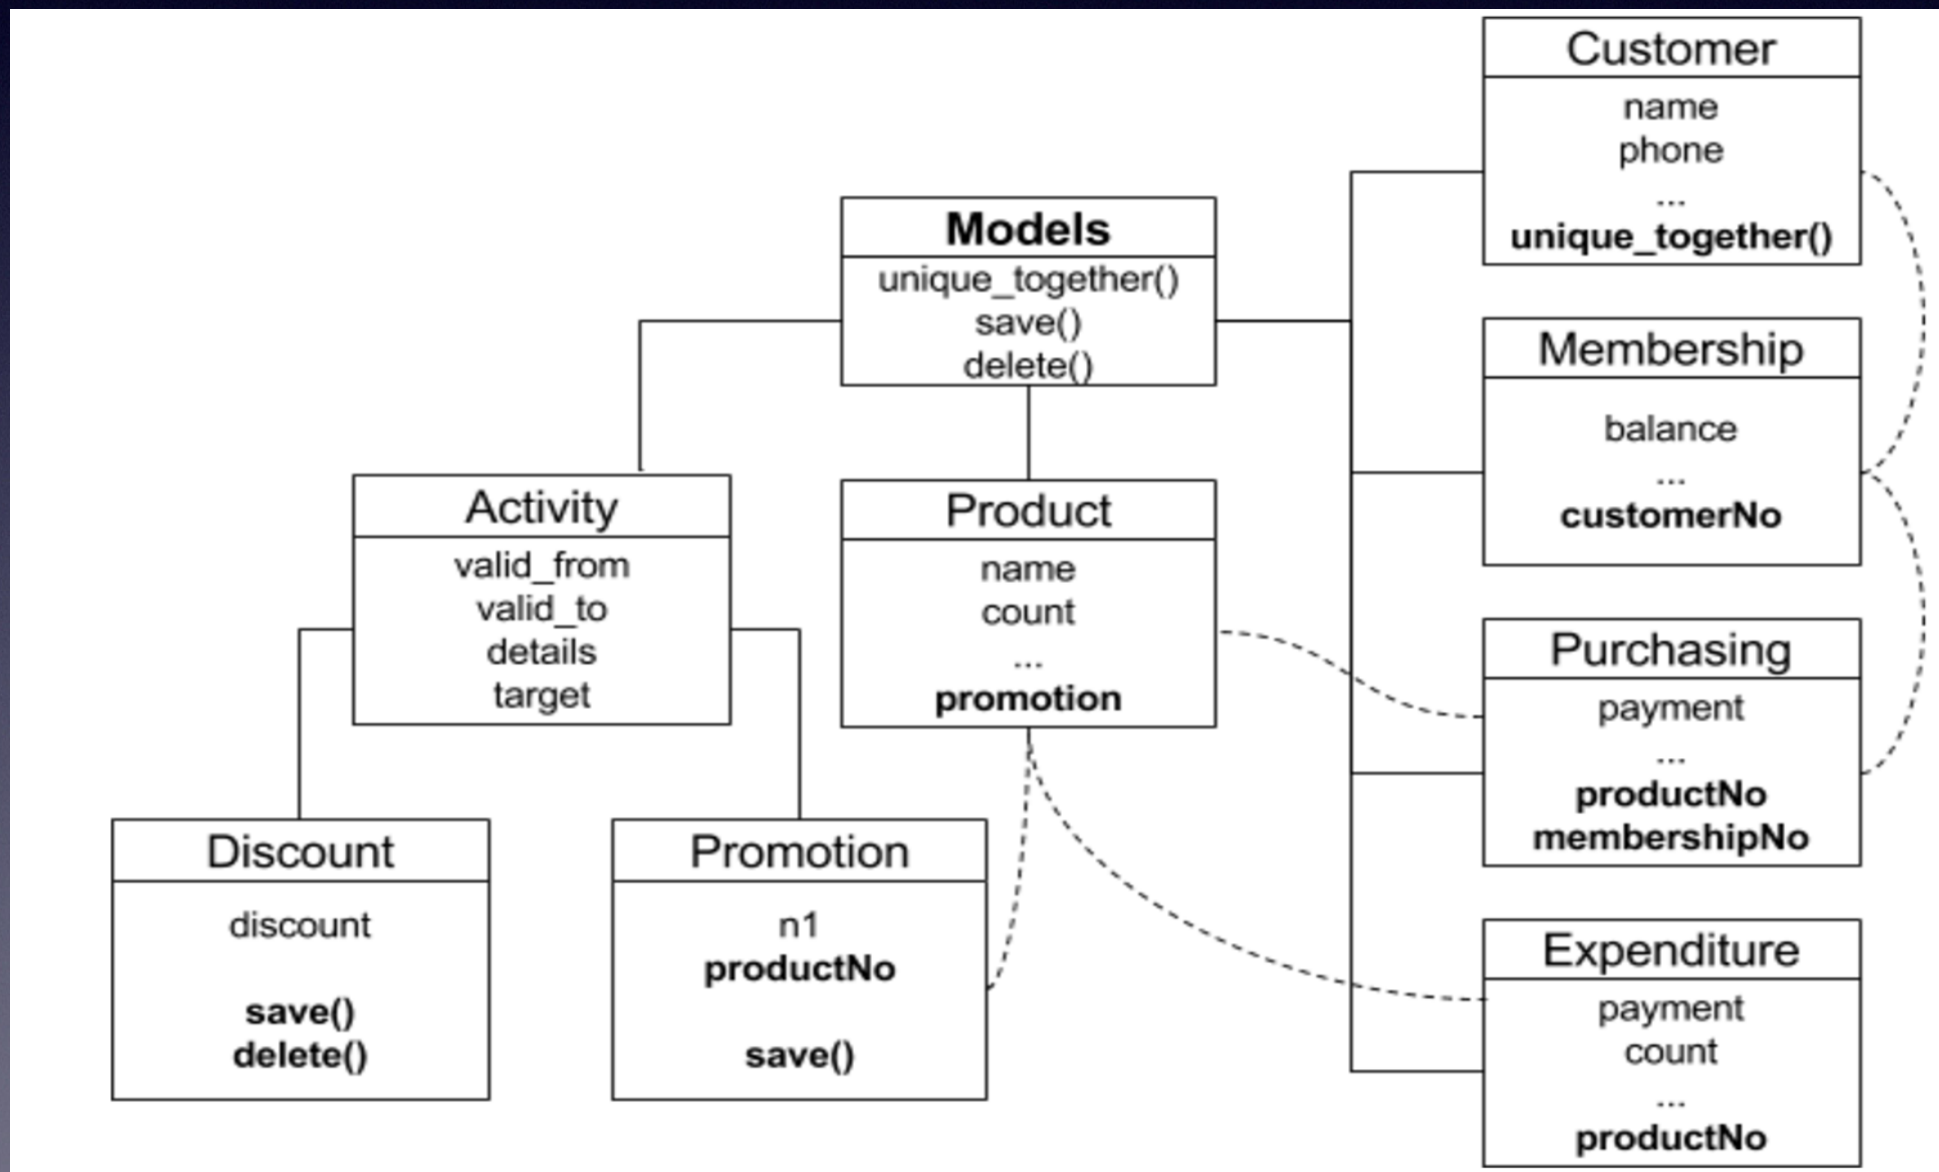 Customer
name
phone
...
unique_together()
Models
unique_together()
save()
delete()
Membership
balance
...
customerNo
Activity
valid_from
valid_to
details
target
Product
name
count
...
promotion
Purchasing
payment
...
productNo
membershipNo
Discount
discount
save()
delete()
Promotion
n1
productNo
save()
Expenditure
payment
count
...
productNo